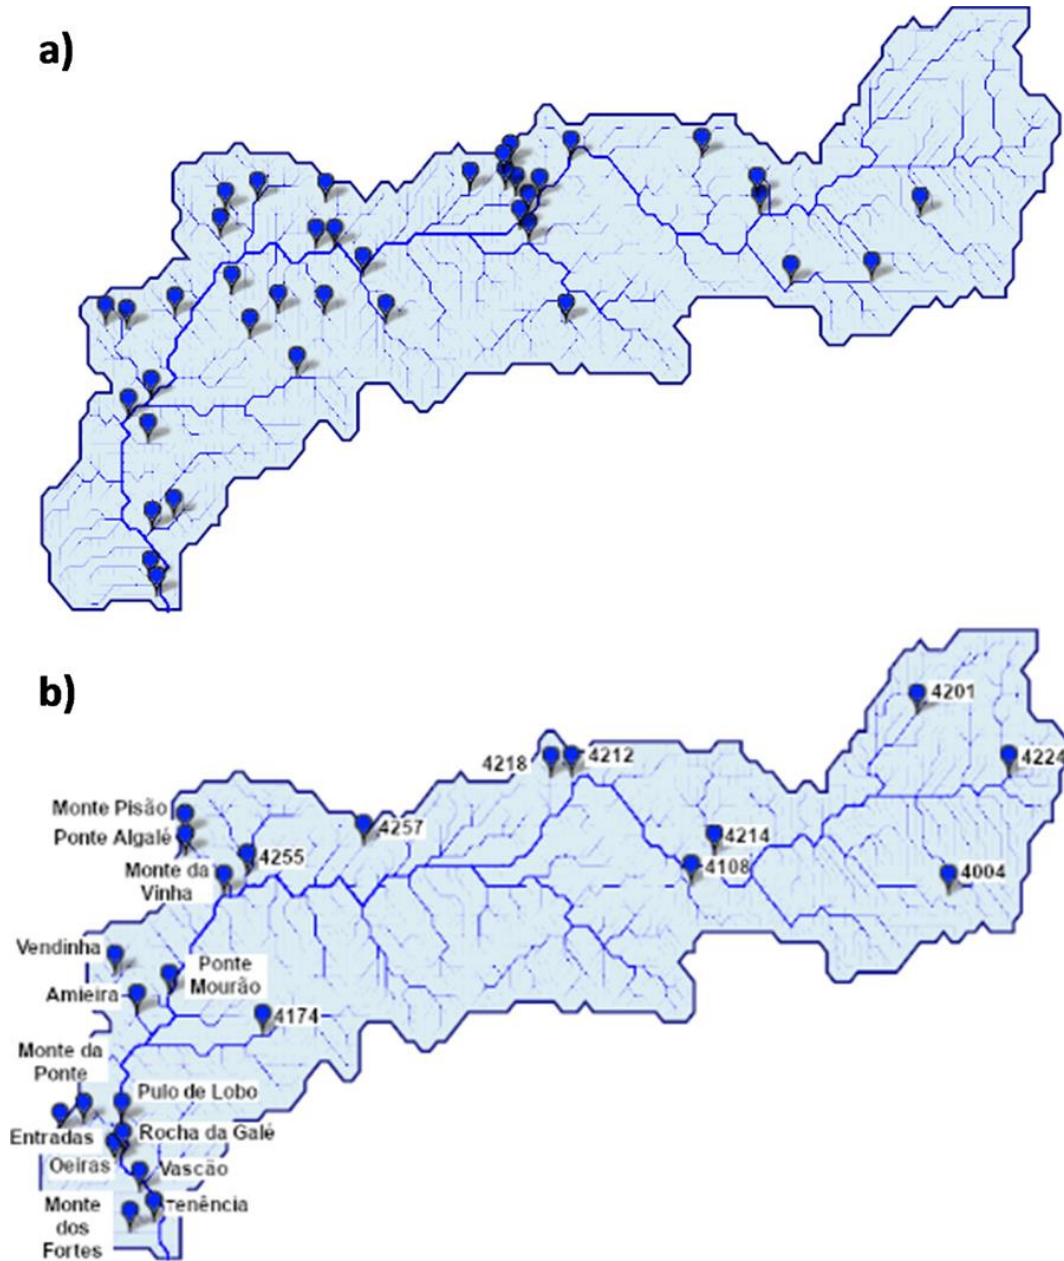 a)
b)
4201
4218
4212
4224
Monte Pisão
4257
Ponte Algalé
4214
4255
4108
Monte da
Vinha
4004
Vendinha
Ponte
Mourão
Amieira
4174
Monte da
Ponte
Pulo de Lobo
Entradas
Rocha da Galé
Oeiras
Vascão
Monte
dos
Fortes
Tenência